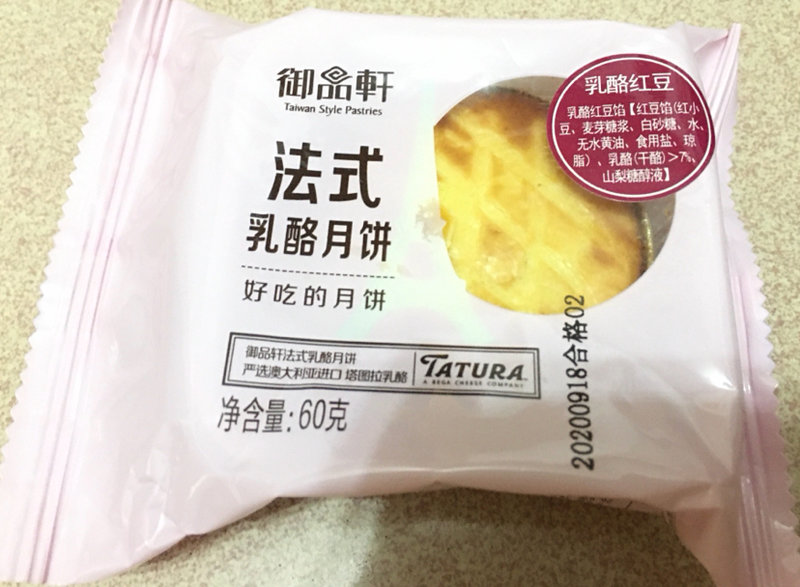 御品軒
Taiwan Style Pastries
法式
乳酪月饼
好吃的月饼
御品轩法式乳酪月饼
严选澳大利亚进口 塔图拉乳酪
TATURA
A BEGA CHEESE COMPANY
净含量:60克
乳酪红豆
乳酪红豆馅【红豆馅(红小
豆、麦芽糖浆、白砂糖、水、
无水黄油、食用盐、琼
脂）、乳酪(干酪)＞7%、
山梨糖醇液】
20200918合格02